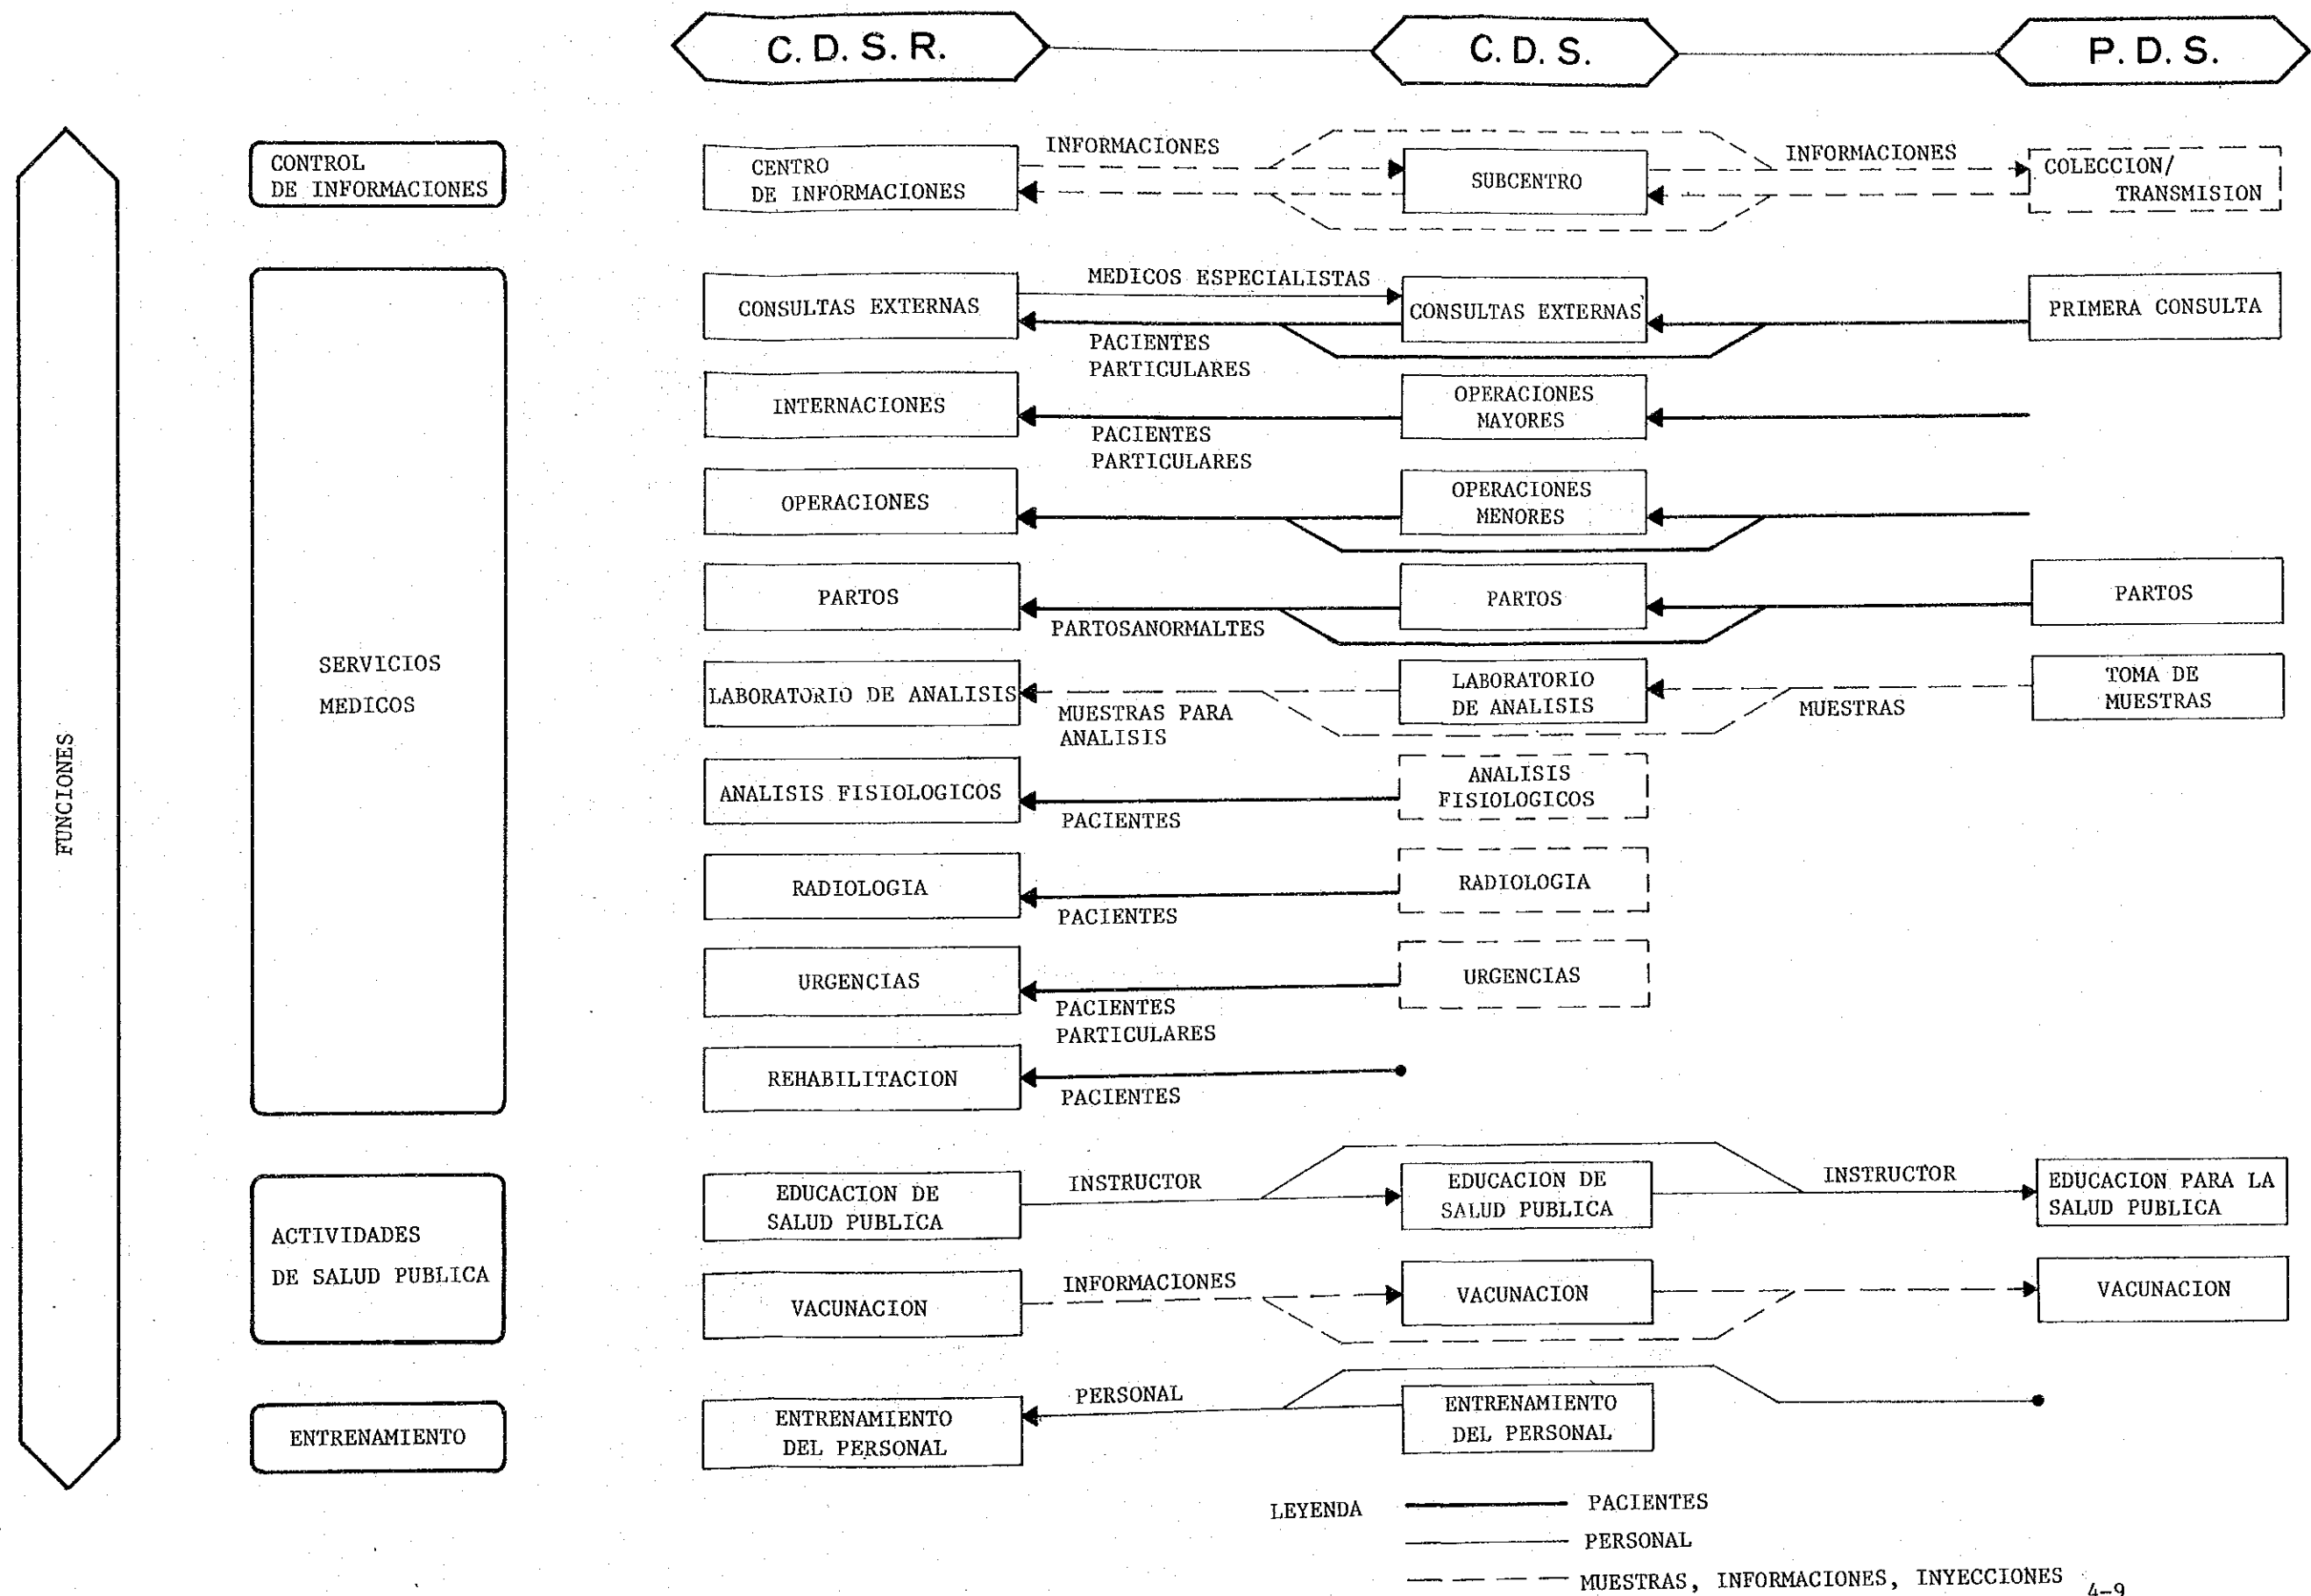 C. D. S. R.
C. D. S.
P. D. S.
FUNCIONES
CONTROL
DE INFORMACIONES
CENTRO
DE INFORMACIONES
INFORMACIONES
SUBCENTRO
INFORMACIONES
COLECCION/
TRANSMISION
SERVICIOS
MEDICOS
CONSULTAS EXTERNAS
MEDICOS ESPECIALISTAS
PACIENTES
PARTICULARES
CONSULTAS EXTERNAS
PRIMERA CONSULTA
INTERNACIONES
PACIENTES
PARTICULARES
OPERACIONES
MAYORES
OPERACIONES
OPERACIONES
MENORES
PARTOS
PARTOSANORMALTES
PARTOS
PARTOS
LABORATORIO DE ANALISIS
MUESTRAS PARA
ANALISIS
LABORATORIO
DE ANALISIS
MUESTRAS
TOMA DE
MUESTRAS
ANALISIS FISIOLOGICOS
PACIENTES
ANALISIS
FISIOLOGICOS
RADIOLOGIA
PACIENTES
RADIOLOGIA
URGENCIAS
PACIENTES
PARTICULARES
URGENCIAS
REHABILITACION
PACIENTES
ACTIVIDADES
DE SALUD PUBLICA
EDUCACION DE
SALUD PUBLICA
INSTRUCTOR
EDUCACION DE
SALUD PUBLICA
INSTRUCTOR
EDUCACION PARA LA
SALUD PUBLICA
VACUNACION
INFORMACIONES
VACUNACION
VACUNACION
ENTRENAMIENTO
ENTRENAMIENTO
DEL PERSONAL
PERSONAL
ENTRENAMIENTO
DEL PERSONAL
LEYENDA
PACIENTES
PERSONAL
MUESTRAS, INFORMACIONES, INYECCIONES
4-9